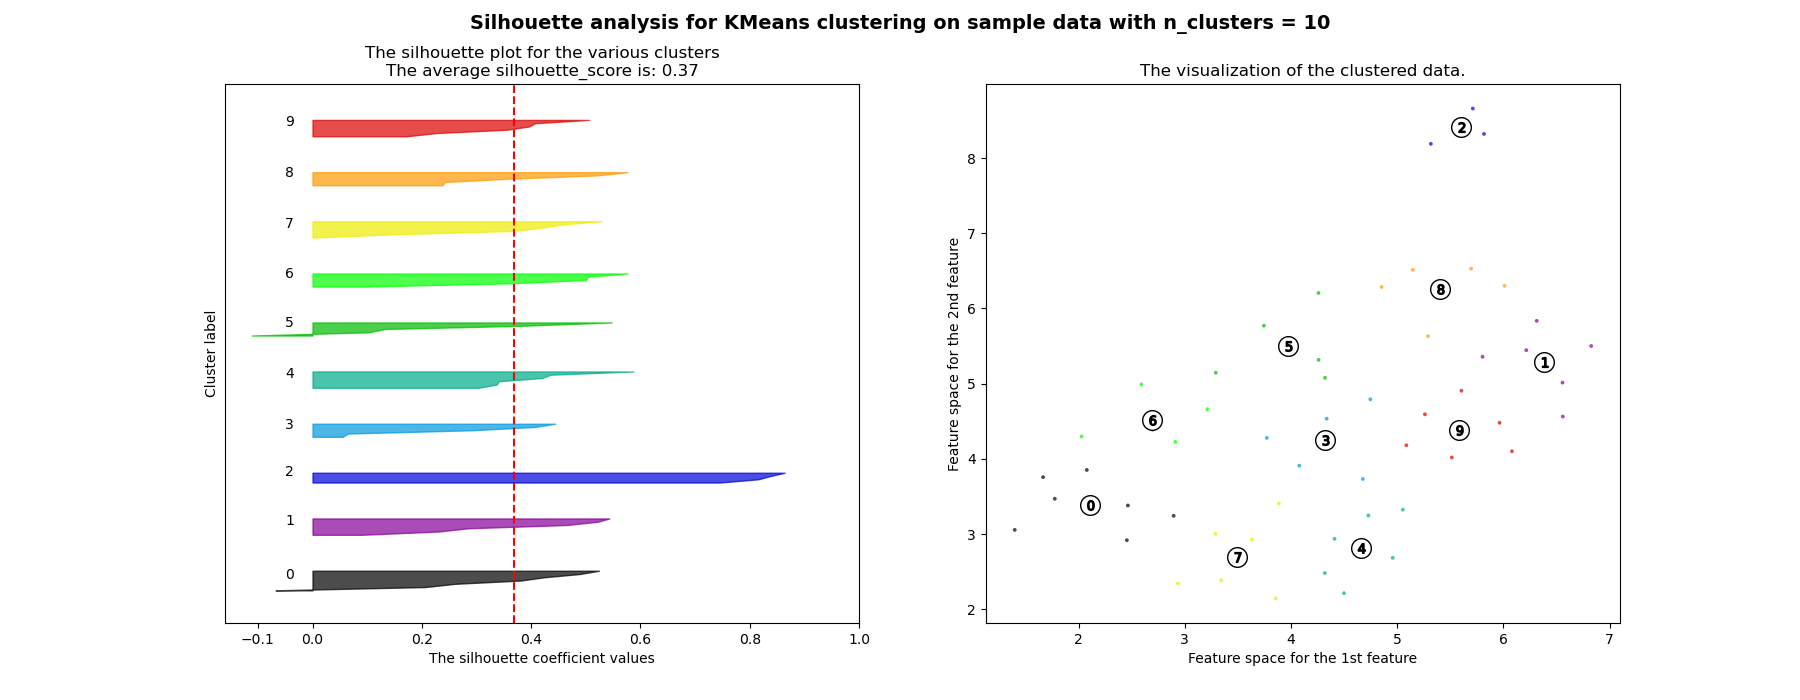 Silhouette analysis for KMeans clustering on sample data with n_clusters = 10
The silhouette plot for the various clusters
The average silhouette_score is: 0.37
9
8
7
6
5
4
3
2
1
0
Cluster label
−0.1 0.0 0.2 0.4 0.6 0.8 1.0
The silhouette coefficient values
The visualization of the clustered data.
8
7
6
5
4
3
2
Feature space for the 2nd feature
2
8
5
1
6
3
9
0
7
4
2 3 4 5 6 7
Feature space for the 1st feature